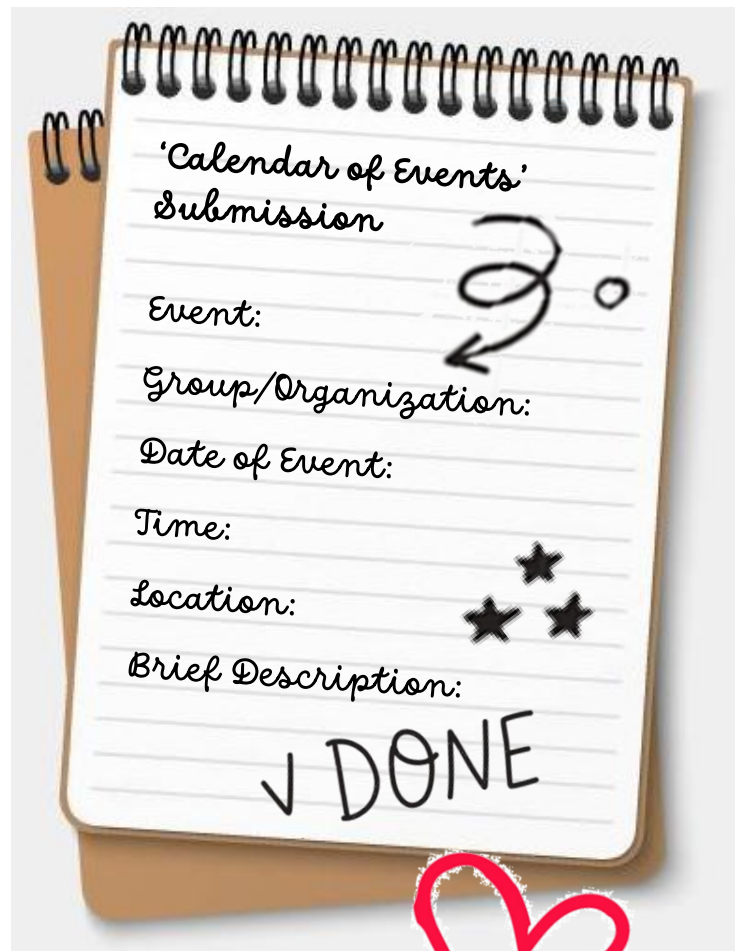 ‘Calendar of Events’
Submission
Event:
Group/Organization:
Date of Event:
Time:
Location:
Brief Description:
√ DONE